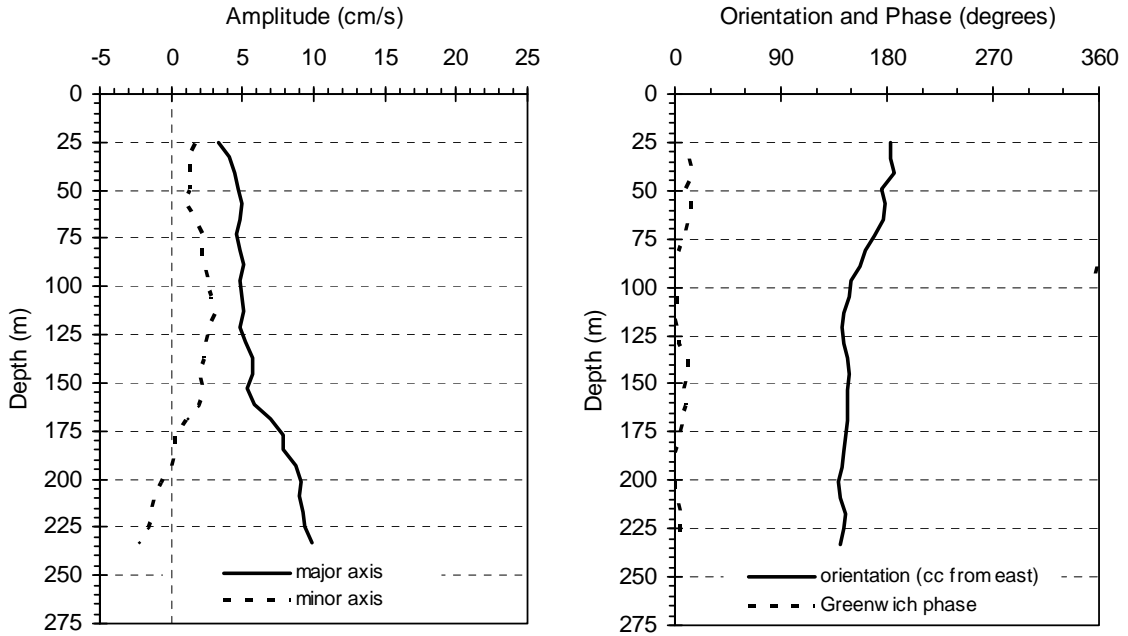 Amplitude (cm/s)
-5 0 5 10 15 20 25
0
25
50
75
100
125
150
175
200
225
250
275
Depth (m)
major axis
minor axis
Orientation and Phase (degrees)
0 90 180 270 360
0
25
50
75
100
125
150
175
200
225
250
275
Depth (m)
orientation (cc from east)
Greenwich phase